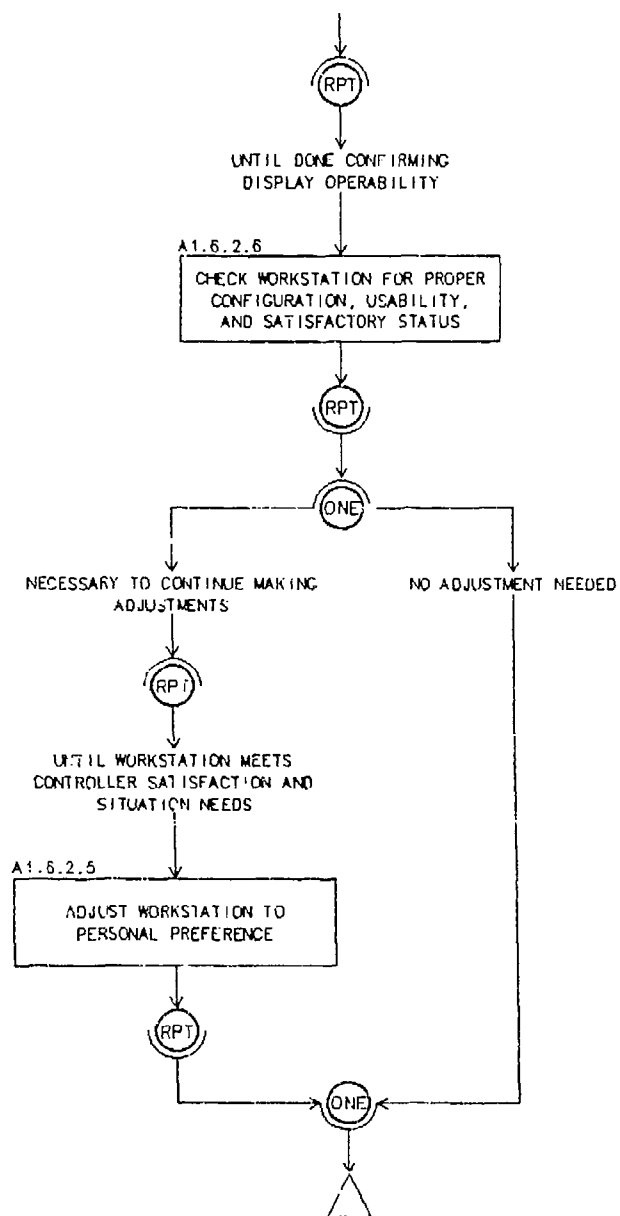 RPT
UNTIL DONE CONFIRMING
DISPLAY OPERABILITY
A1.6.2.6
CHECK WORKSTATION FOR PROPER
CONFIGURATION, USABILITY,
AND SATISFACTORY STATUS
RPT
ONE
NECESSARY TO CONTINUE MAKING
ADJUSTMENTS
NO ADJUSTMENT NEEDED
RPT
UNTIL WORKSTATION MEETS
CONTROLLER SATISFACTION AND
SITUATION NEEDS
A1.6.2.5
ADJUST WORKSTATION TO
PERSONAL PREFERENCE
RPT
ONE